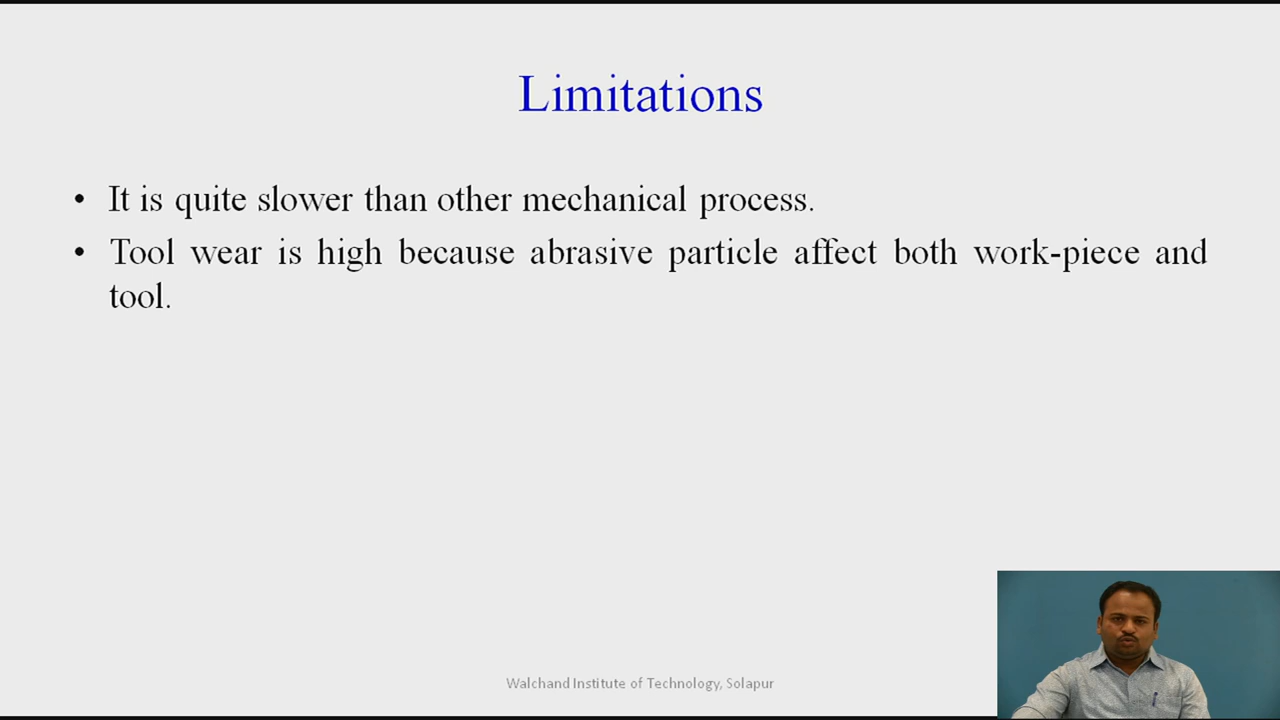 Limitations
• It is quite slower than other mechanical process.
• Tool wear is high because abrasive particle affect both work-piece and
tool.
Walchand Institute of Technology, Solapur